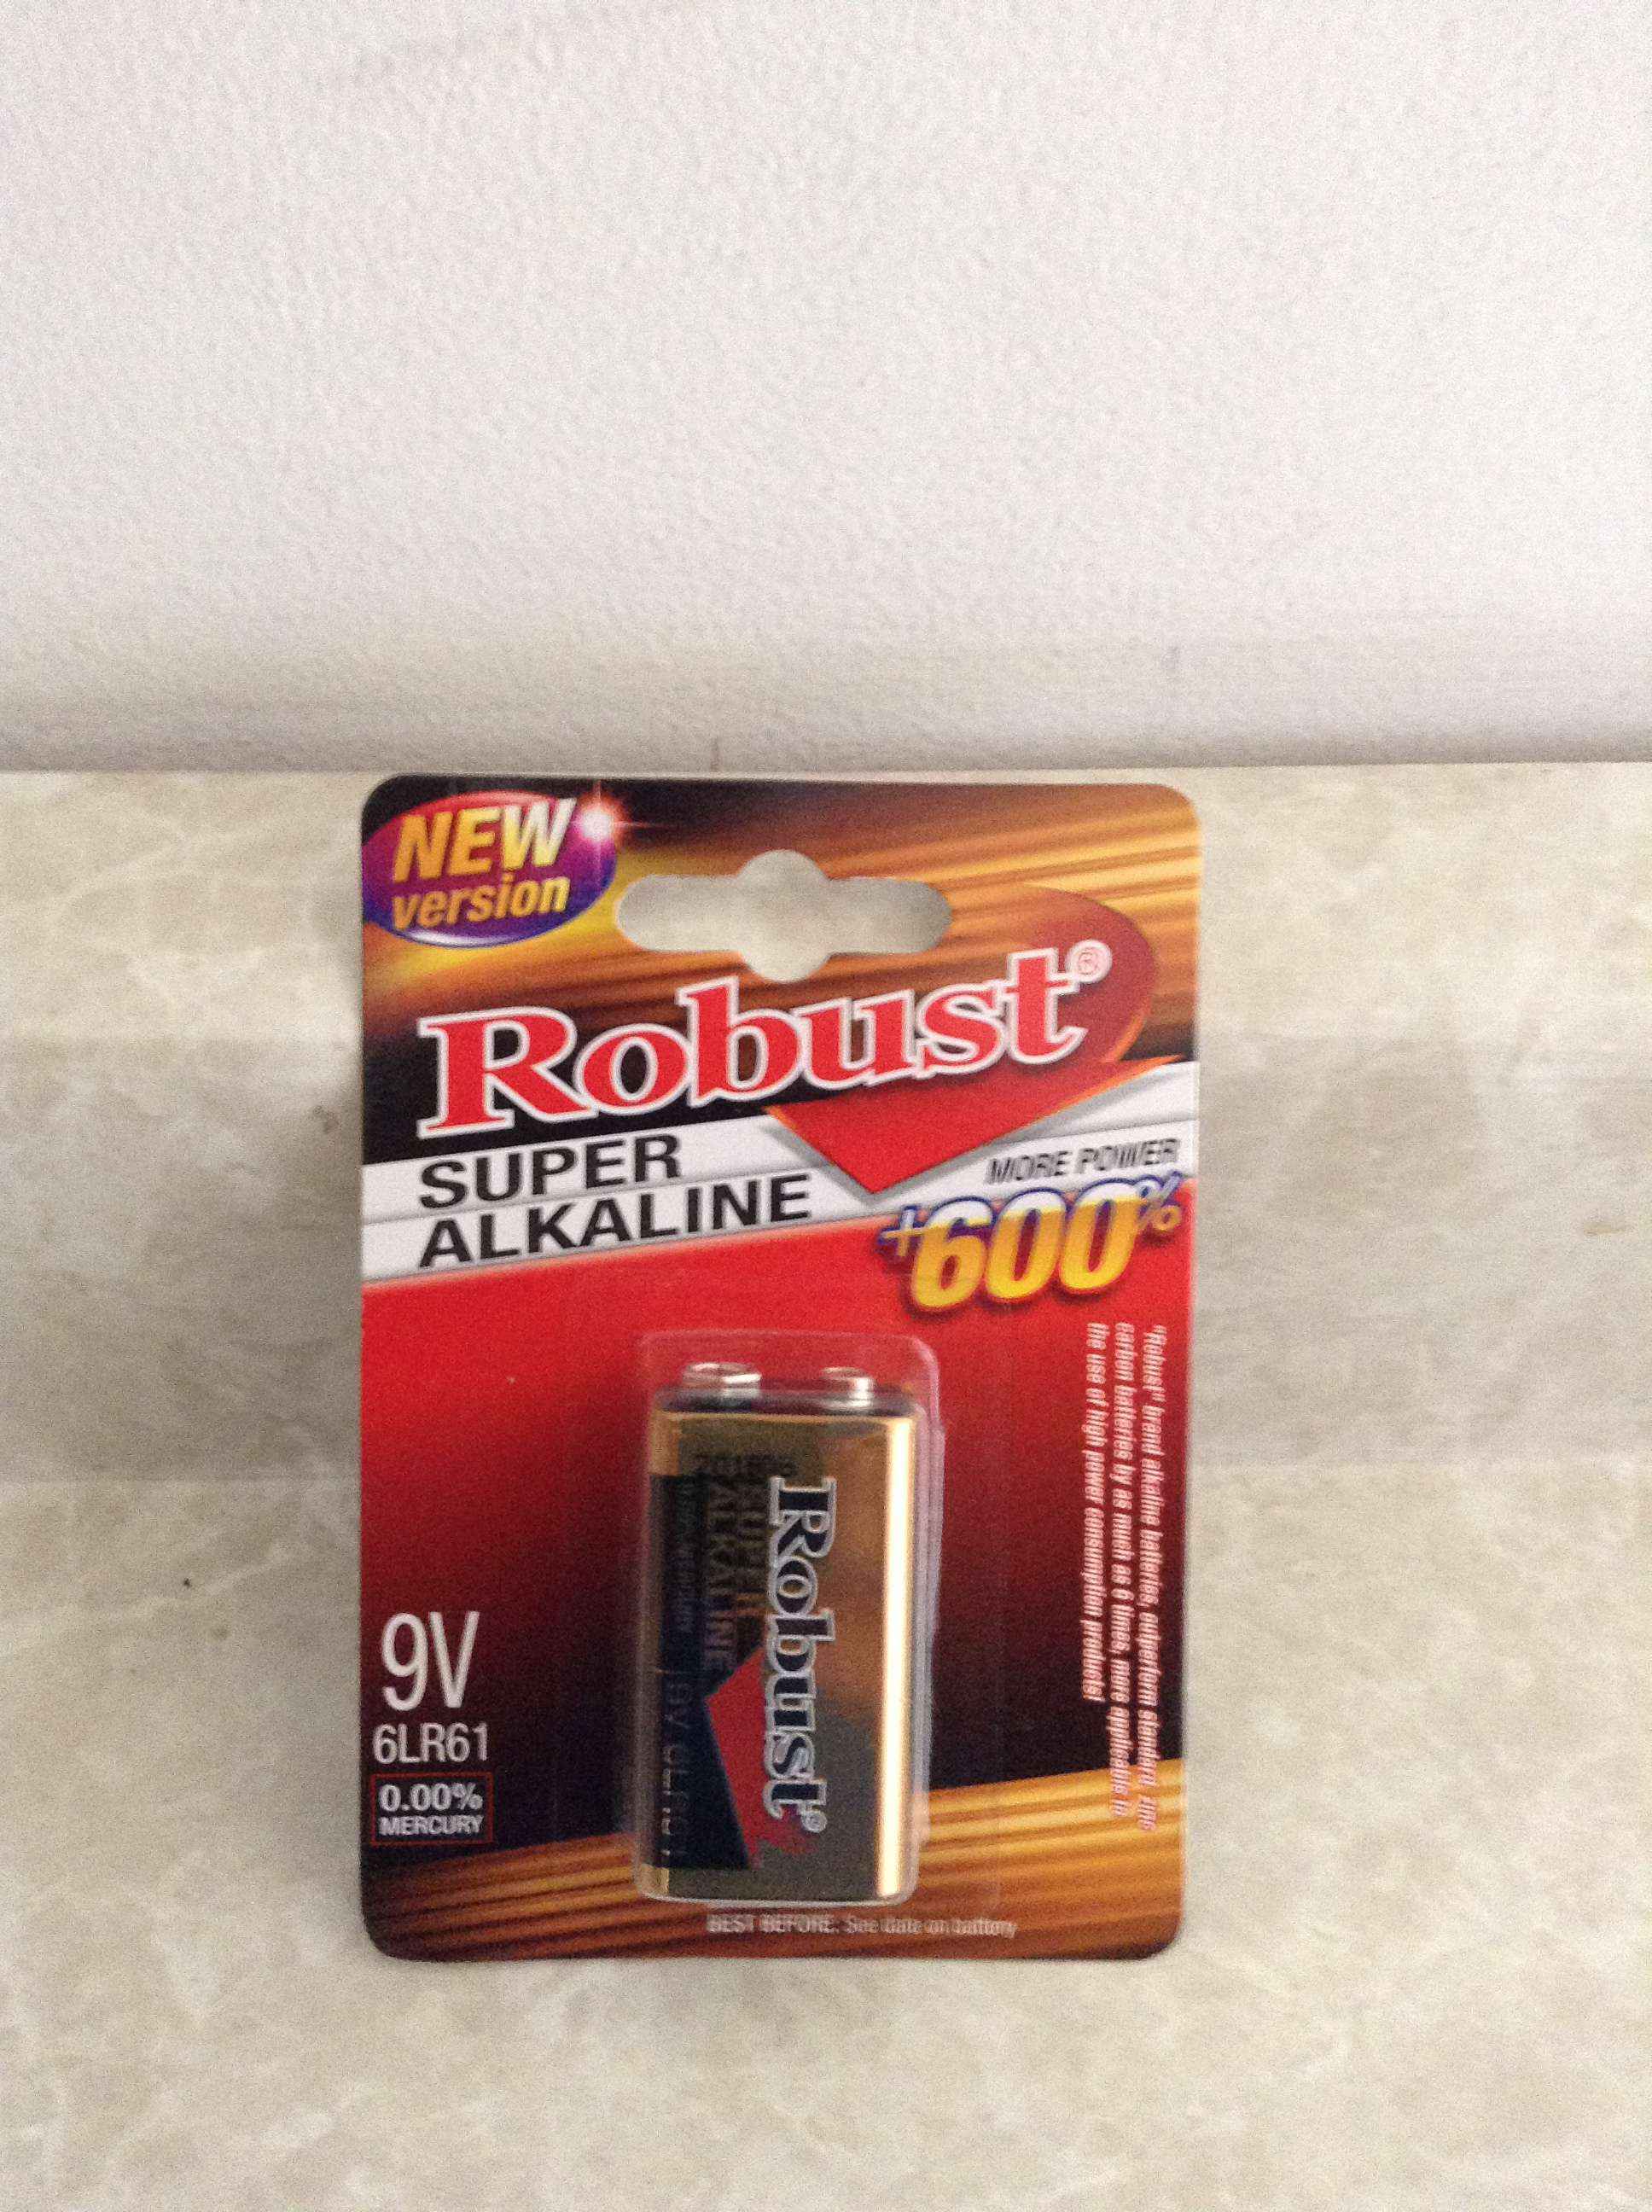 NEW
version
Robust®
SUPER
ALKALINE
MORE POWER
+600%
"Robust" brand alkaline batteries, outperform standard zinc
carbon batteries by as much as 6 times, more applicable to
the use of high power consumption products!
Robust®
SUPER
ALKALINE
9V 6LR61
9V
6LR61
0.00%
MERCURY
BEST BEFORE: See date on battery